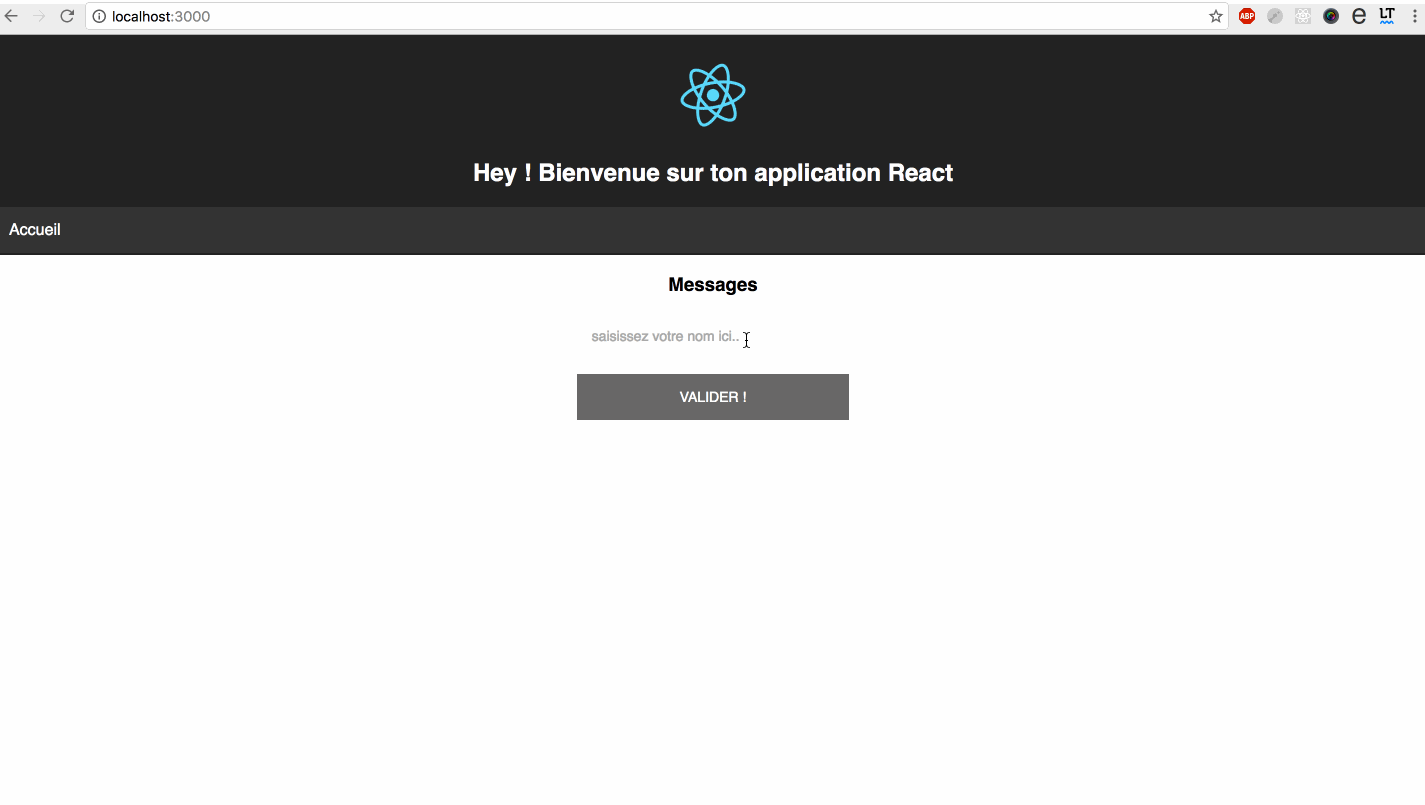 localhost:3000
ABP
e
LT
Hey ! Bienvenue sur ton application React
Accueil
Messages
saisissez votre nom ici..
VALIDER !